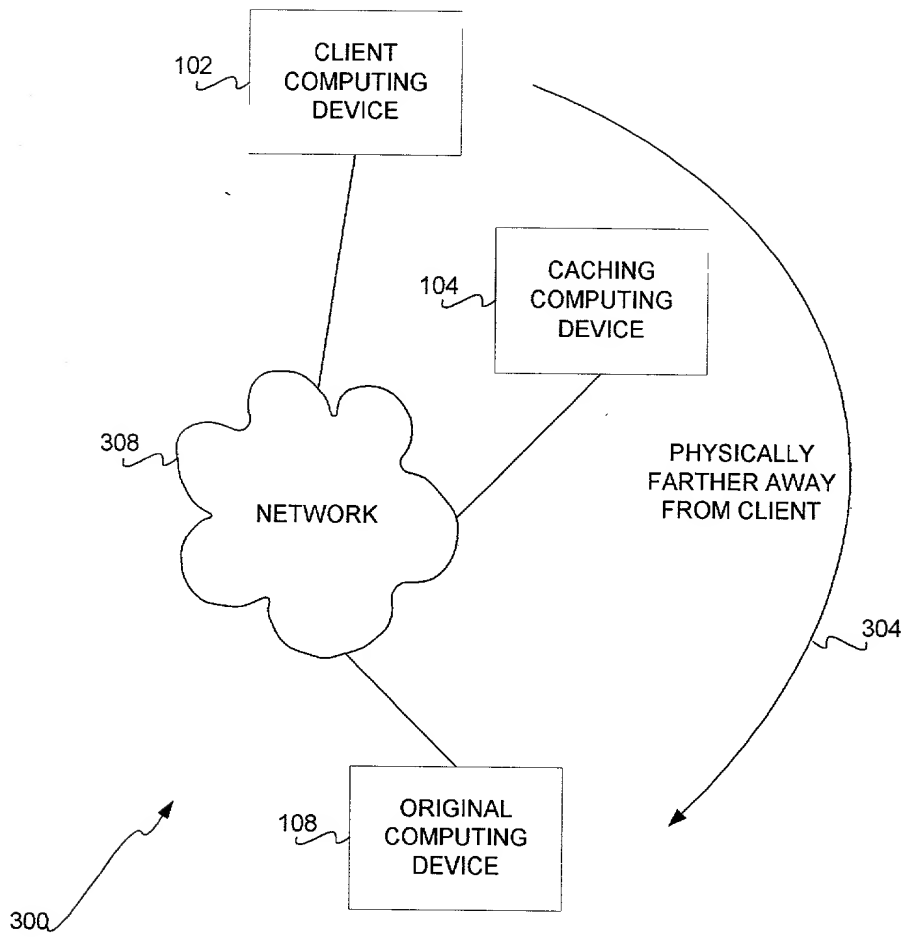 102
CLIENT
COMPUTING
DEVICE
104
CACHING
COMPUTING
DEVICE
308
NETWORK
PHYSICALLY
FARTHER AWAY
FROM CLIENT
304
108
ORIGINAL
COMPUTING
DEVICE
300